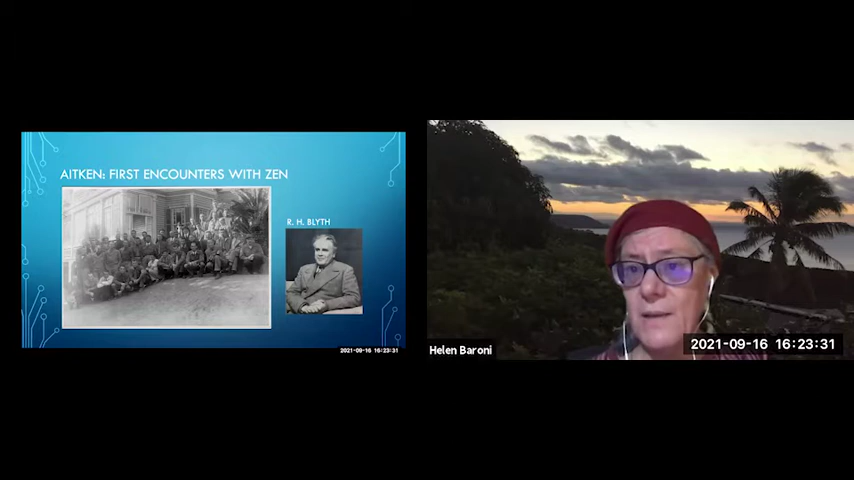 AITKEN: FIRST ENCOUNTERS WITH ZEN
R. H. BLYTH
2021-09-16 16:23:31
Helen Baroni
2021-09-16 16:23:31